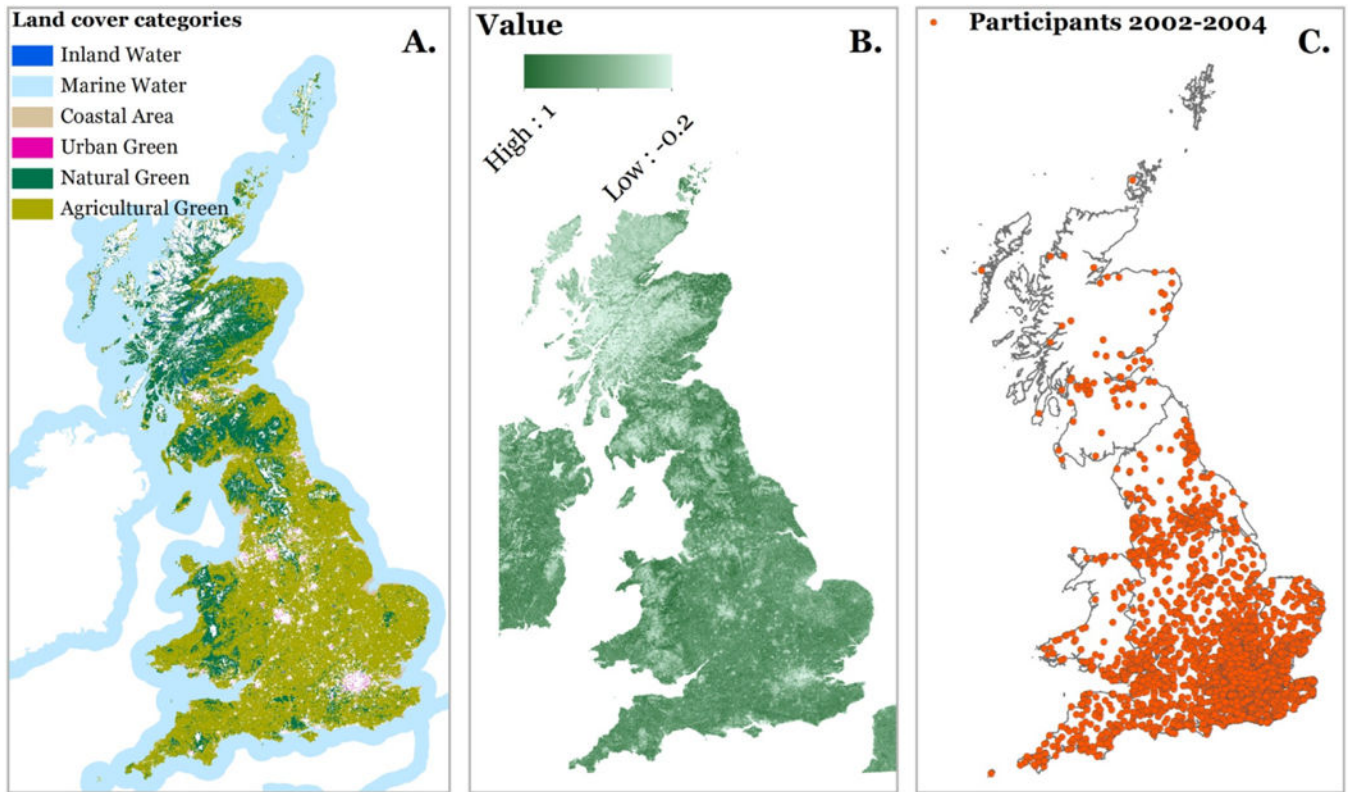 Land cover categories
A.
Inland Water
Marine Water
Coastal Area
Urban Green
Natural Green
Agricultural Green
Value
B.
High : 1
Low : -0.2
Participants 2002-2004
C.